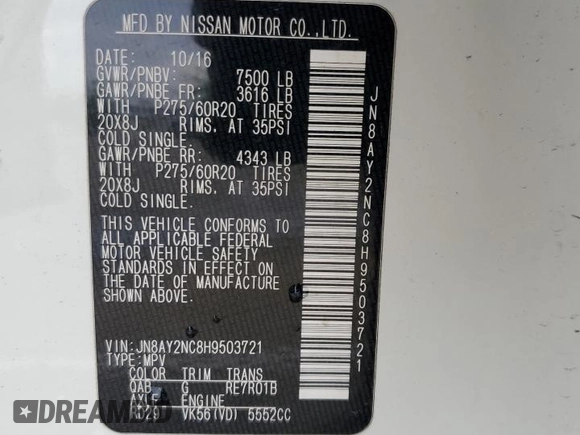 MFD BY NISSAN MOTOR CO.,LTD.
DATE: 10/16
GVWR/PNBV: 7500 LB
GAWR/PNBE FR: 3616 LB
WITH P275/60R20 TIRES
20X8J RIMS. AT 35PSI
COLD SINGLE.
GAWR/PNBE RR: 4343 LB
WITH P275/60R20 TIRES
20X8J RIMS. AT 35PSI
COLD SINGLE.
THIS VEHICLE CONFORMS TO
ALL APPLICABLE FEDERAL
MOTOR VEHICLE SAFETY
STANDARDS IN EFFECT ON
THE DATE OF MANUFACTURE
SHOWN ABOVE.
VIN:JN8AY2NC8H9503721
TYPE:MPV
COLOR TRIM TRANS
QAB G RE7R01B
AXLE ENGINE
RD29 VK56(VD) 5552CC
JN8AY2NC8H9503721
RIDERSAFELY.COM